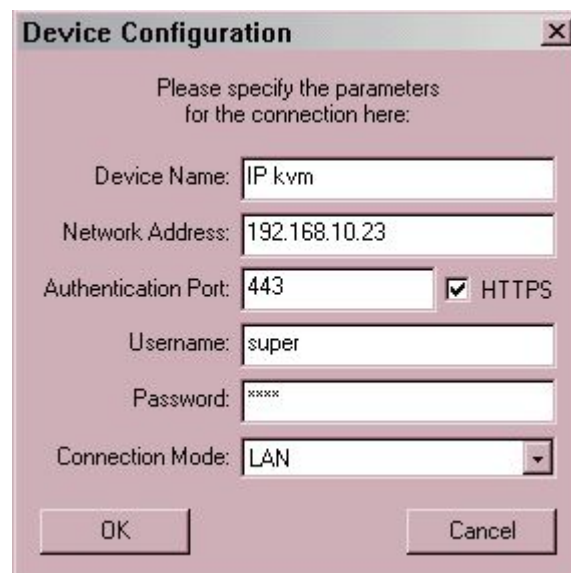 Device Configuration
Please specify the parameters
for the connection here:
Device Name: IP kvm
Network Address: 192.168.10.23
Authentication Port: 443 HTTPS
Username: super
Password: ****
Connection Mode: LAN
OK Cancel